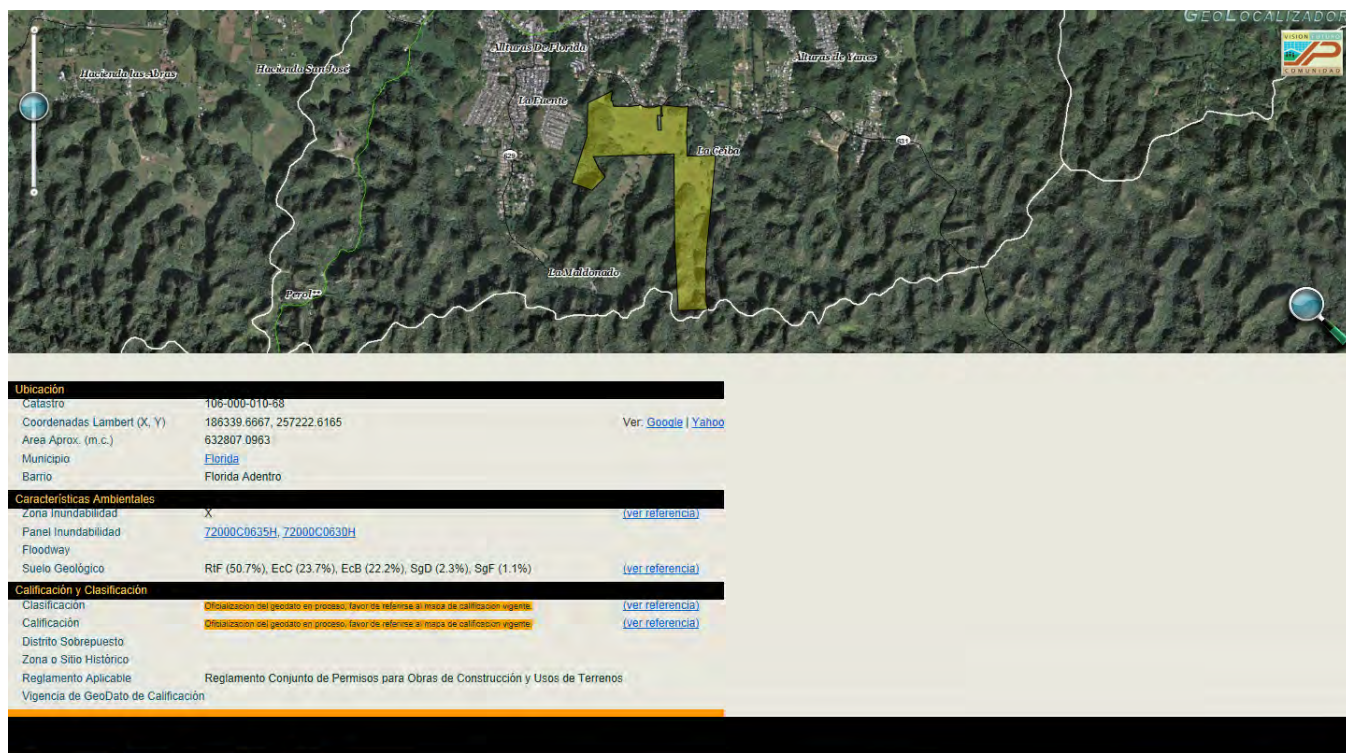 GEOLOCALIZADOR
VISION FUTURO
JP
COMUNIDAD
Alturas De Florida
Hacienda las Abras
Hacienda San José
Alturas de Yanes
La Fuente
631
La Ceiba
629
La Maldonado
Perol**
Ubicación
Catastro 106-000-010-68
Coordenadas Lambert (X, Y) 186339.6667, 257222.6165 Ver: Google | Yahoo
Area Aprox. (m.c.) 632807.0963
Municipio Florida
Barrio Florida Adentro
Características Ambientales
Zona Inundabilidad X (ver referencia)
Panel Inundabilidad 72000C0635H, 72000C0630H
Floodway
Suelo Geológico RtF (50.7%), EcC (23.7%), EcB (22.2%), SgD (2.3%), SgF (1.1%) (ver referencia)
Calificación y Clasificación
Clasificación Oficialización del geodato en proceso, favor de referirse al mapa de calificación vigente. (ver referencia)
Calificación Oficialización del geodato en proceso, favor de referirse al mapa de calificación vigente. (ver referencia)
Distrito Sobrepuesto
Zona o Sitio Histórico
Reglamento Aplicable Reglamento Conjunto de Permisos para Obras de Construcción y Usos de Terrenos
Vigencia de GeoDato de Calificación